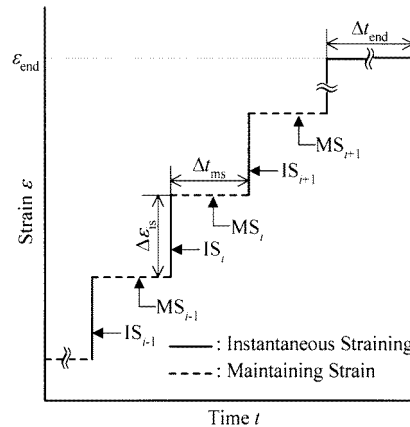 Δt_end
ε_end
MS_{i+1}
Δt_ms
IS_{i+1}
MS_i
Δε_is
IS_i
MS_{i-1}
IS_{i-1}
: Instantaneous Straining
: Maintaining Strain
Strain ε
Time t